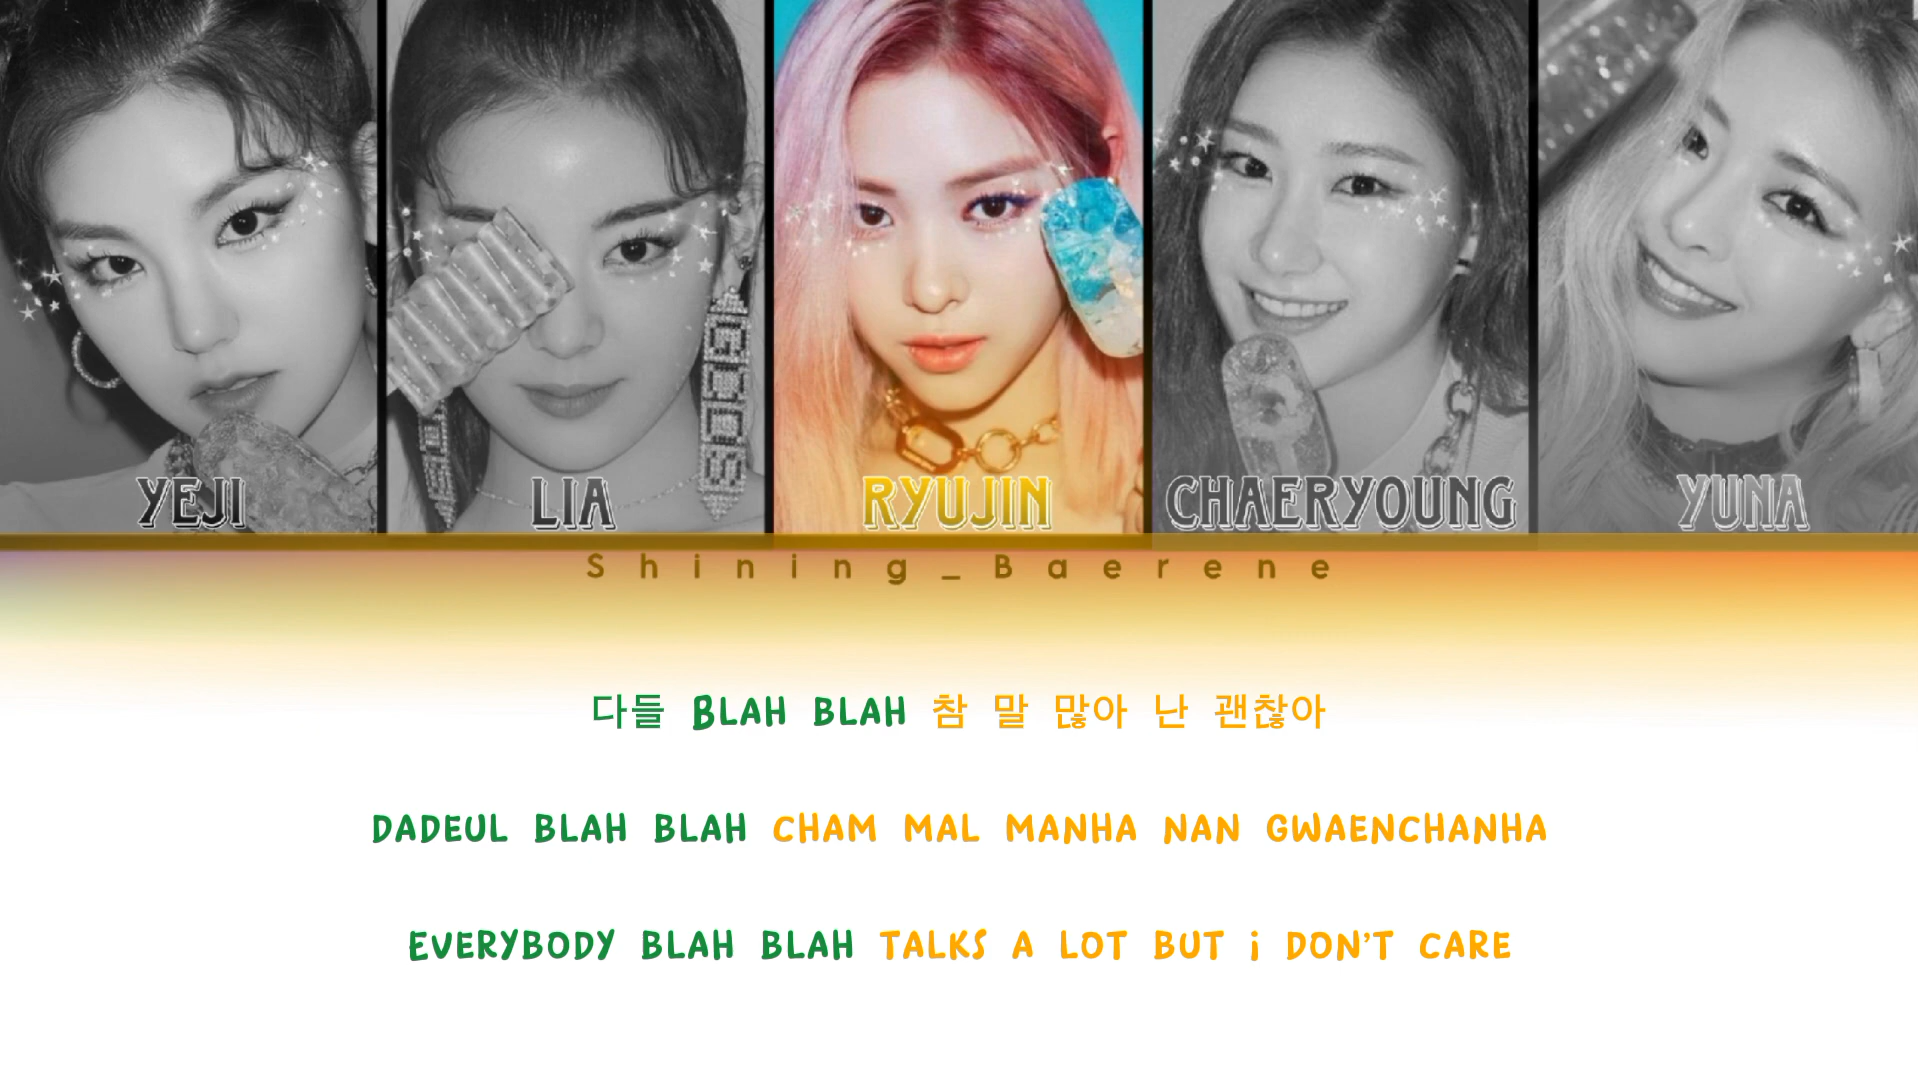 YEJI LIA RYUJIN CHAERYOUNG YUNA
Shining_Baerene
다들 BLAH BLAH 참 말 많아 난 괜찮아
DADEUL BLAH BLAH CHAM MAL MANHA NAN GWAENCHANHA
EVERYBODY BLAH BLAH TALKS A LOT BUT i DON'T CARE